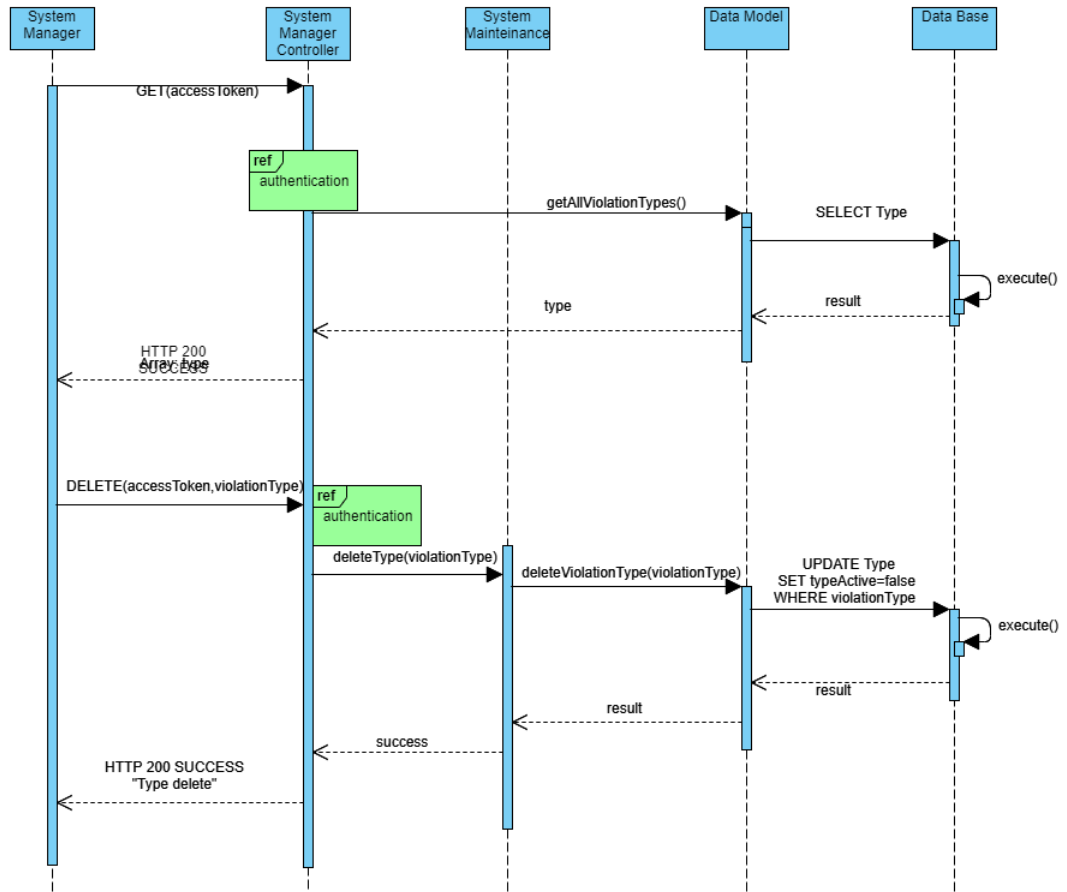 System
Manager
System
Manager
Controller
System
Mainteinance
Data Model
Data Base
GET(accessToken)
ref
authentication
getAllViolationTypes()
SELECT Type
execute()
result
type
HTTP 200
SUCCESS
Array: type
DELETE(accessToken,violationType)
ref
authentication
deleteType(violationType)
deleteViolationType(violationType)
UPDATE Type
SET typeActive=false
WHERE violationType
execute()
result
result
success
HTTP 200 SUCCESS
"Type delete"